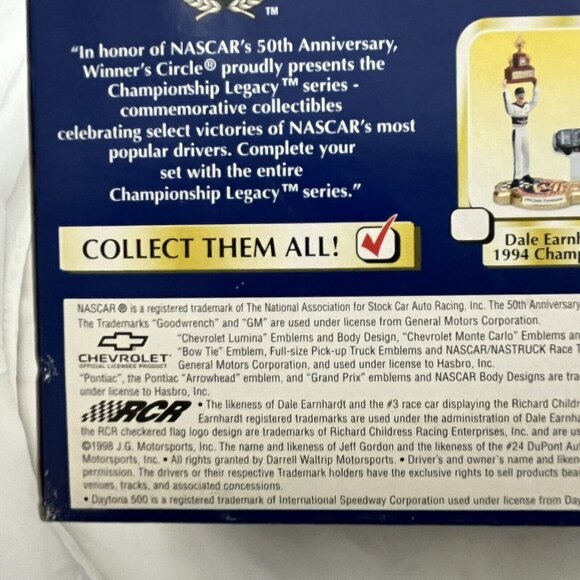 TM
"In honor of NASCAR's 50th Anniversary,
Winner's Circle® proudly presents the
Championship Legacy™ series -
commemorative collectibles
celebrating select victories of NASCAR's most
popular drivers. Complete your
set with the entire
Championship Legacy™ series."
COLLECT THEM ALL!
Dale Earnh
1994 Champ
NASCAR ® is a registered trademark of The National Association for Stock Car Auto Racing, Inc. The 50th Anniversary
The Trademarks "Goodwrench" and "GM" are used under license from General Motors Corporation.
CHEVROLET
OFFICIAL LICENSED PRODUCT
"Chevrolet Lumina" Emblems and Body Design, "Chevrolet Monte Carlo" Emblems an
"Bow Tie" Emblem, Full-size Pick-up Truck Emblems and NASCAR/NASTRUCK Race T
General Motors Corporation, and used under license to Hasbro, Inc.
"Pontiac", the Pontiac "Arrowhead" emblem, and "Grand Prix" emblems and NASCAR Body Designs are tra
under license to Hasbro, Inc.
RCR
• The likeness of Dale Earnhardt and the #3 race car displaying the Richard Childr
Earnhardt registered trademarks are used under the administration of Dale Earnha
the RCR checkered flag logo design are trademarks of Richard Childress Racing Enterprises, Inc. and are us
©1998 J.G. Motorsports, Inc. The name and likeness of Jeff Gordon and the likeness of the #24 DuPont Aut
Motorsports, Inc. • All rights granted by Darrell Waltrip Motorsports. • Driver's and owner's name and liken
permission. The drivers or their respective Trademark holders have the exclusive rights to sell products bea
venues, tracks, and associated concessions.
• Daytona 500 is a registered trademark of International Speedway Corporation used under license from Day